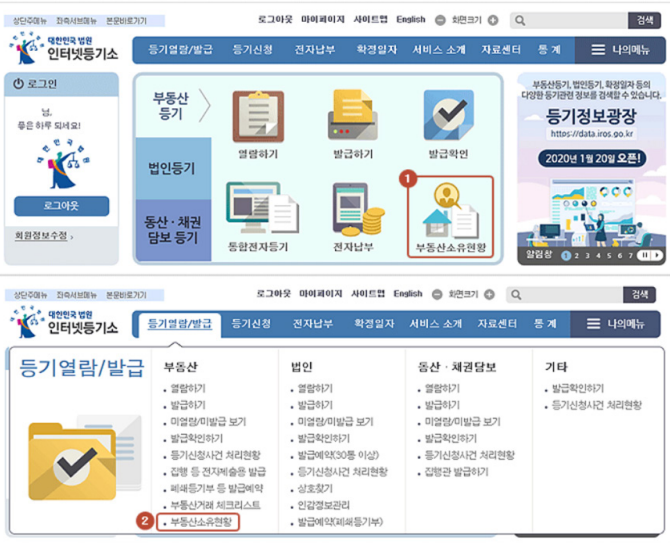 상단주메뉴 좌측서브메뉴 본문바로가기
로그아웃 마이페이지 사이트맵 English 화면크기 검색
대한민국 법원
인터넷등기소
등기열람/발급 등기신청 전자납부 확정일자 서비스 소개 자료센터 통 계 나의메뉴
로그인
님,
좋은 하루 되세요!
대한민국법원
로그아웃
회원정보수정 ›
부동산
등기
열람하기 발급하기 발급확인
법인등기
동산 · 채권
담보 등기
1
통합전자등기 전자납부 부동산소유현황
부동산등기, 법인등기, 확정일자 등의
다양한 등기관련 정보를 검색할 수 있습니다.
등기정보광장
https://data.iros.go.kr
2020년 1월 20일 오픈!
알림창 1 2 3 4 5 6 7
상단주메뉴 좌측서브메뉴 본문바로가기
로그아웃 마이페이지 사이트맵 English 화면크기 검색
대한민국 법원
인터넷등기소
등기열람/발급 등기신청 전자납부 확정일자 서비스 소개 자료센터 통 계 나의메뉴
등기열람/발급
부동산
• 열람하기
• 발급하기
• 미열람/미발급 보기
• 발급확인하기
• 등기신청사건 처리현황
• 집행 등 전자제출용 발급
• 폐쇄등기부 등 발급예약
• 부동산거래 체크리스트
2 • 부동산소유현황
법인
• 열람하기
• 발급하기
• 미열람/미발급 보기
• 발급확인하기
• 발급예약(30통 이상)
• 등기신청사건 처리현황
• 상호찾기
• 인감정보관리
• 발급예약(폐쇄등기부)
동산 · 채권담보
• 열람하기
• 발급하기
• 미열람/미발급 보기
• 발급확인하기
• 등기신청사건 처리현황
• 집행관 발급하기
기타
• 발급확인하기
• 등기신청사건 처리현황